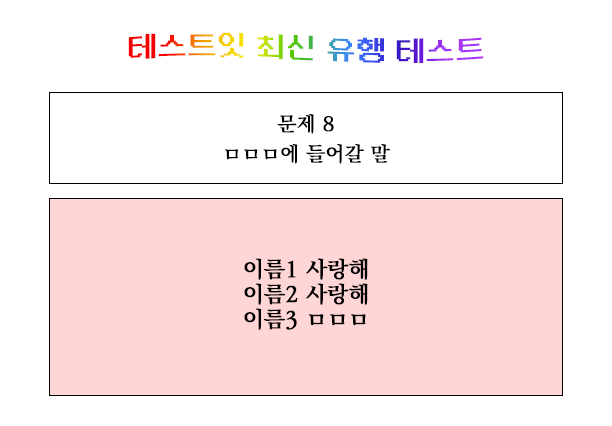 테스트잇 최신 유행 테스트
문제 8
ㅁㅁㅁ에 들어갈 말
이름1 사랑해
이름2 사랑해
이름3 ㅁㅁㅁ